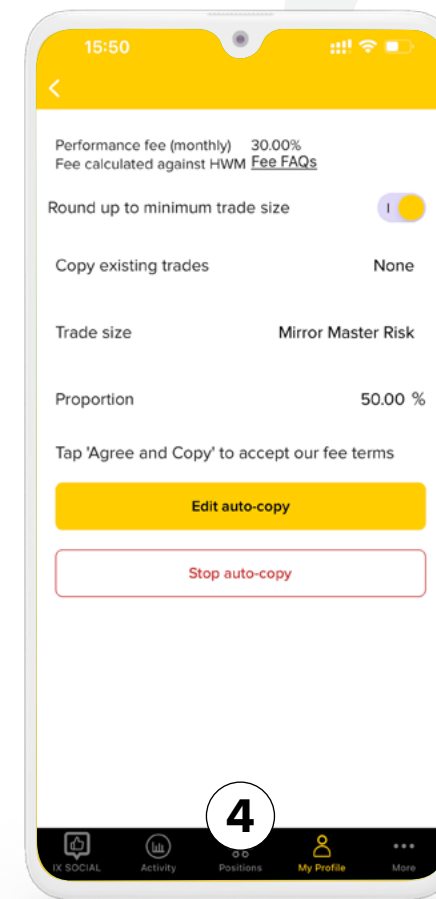 15:50
Performance fee (monthly) 30.00%
Fee calculated against HWM Fee FAQs
Round up to minimum trade size
Copy existing trades None
Trade size Mirror Master Risk
Proportion 50.00 %
Tap 'Agree and Copy' to accept our fee terms
Edit auto-copy
Stop auto-copy
4
IX SOCIAL Activity Positions My Profile More